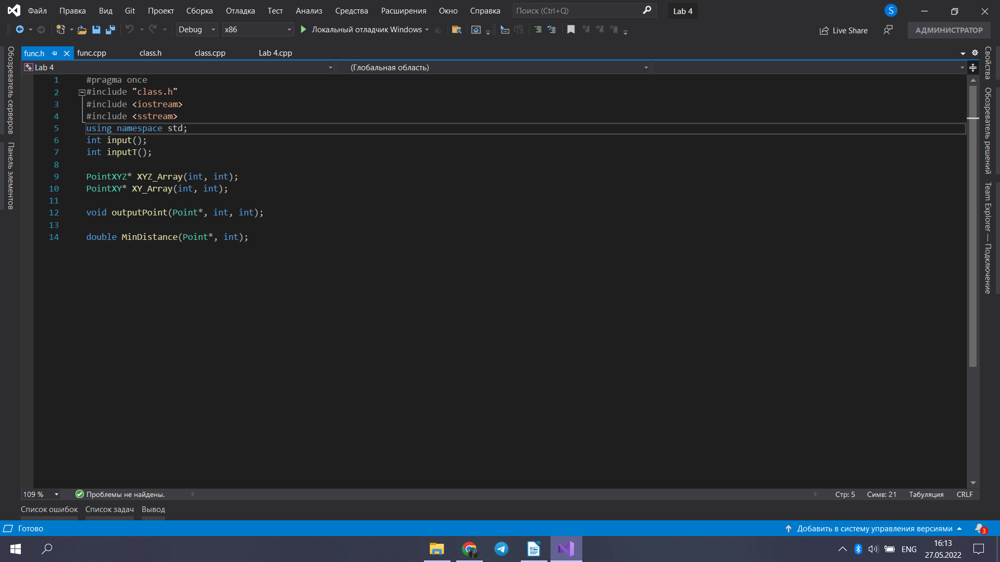 Файл Правка Вид Git Проект Сборка Отладка Тест Анализ Средства Расширения Окно Справка Поиск (Ctrl+Q) Lab 4 S
Debug x86 Локальный отладчик Windows Live Share АДМИНИСТРАТОР
func.h func.cpp class.h class.cpp Lab 4.cpp
Lab 4 (Глобальная область)
Обозреватель серверов
Панель элементов
1 #pragma once
2 #include "class.h"
3 #include <iostream>
4 #include <sstream>
5 using namespace std;
6 int input();
7 int inputT();
8
9 PointXYZ* XYZ_Array(int, int);
10 PointXY* XY_Array(int, int);
11
12 void outputPoint(Point*, int, int);
13
14 double MinDistance(Point*, int);
Свойства
Обозреватель решений
Team Explorer — Подключение
109 % Проблемы не найдены. Стр: 5 Симв: 21 Табуляция CRLF
Список ошибок Список задач Вывод
Готово Добавить в систему управления версиями 3
ENG 16:13
27.05.2022